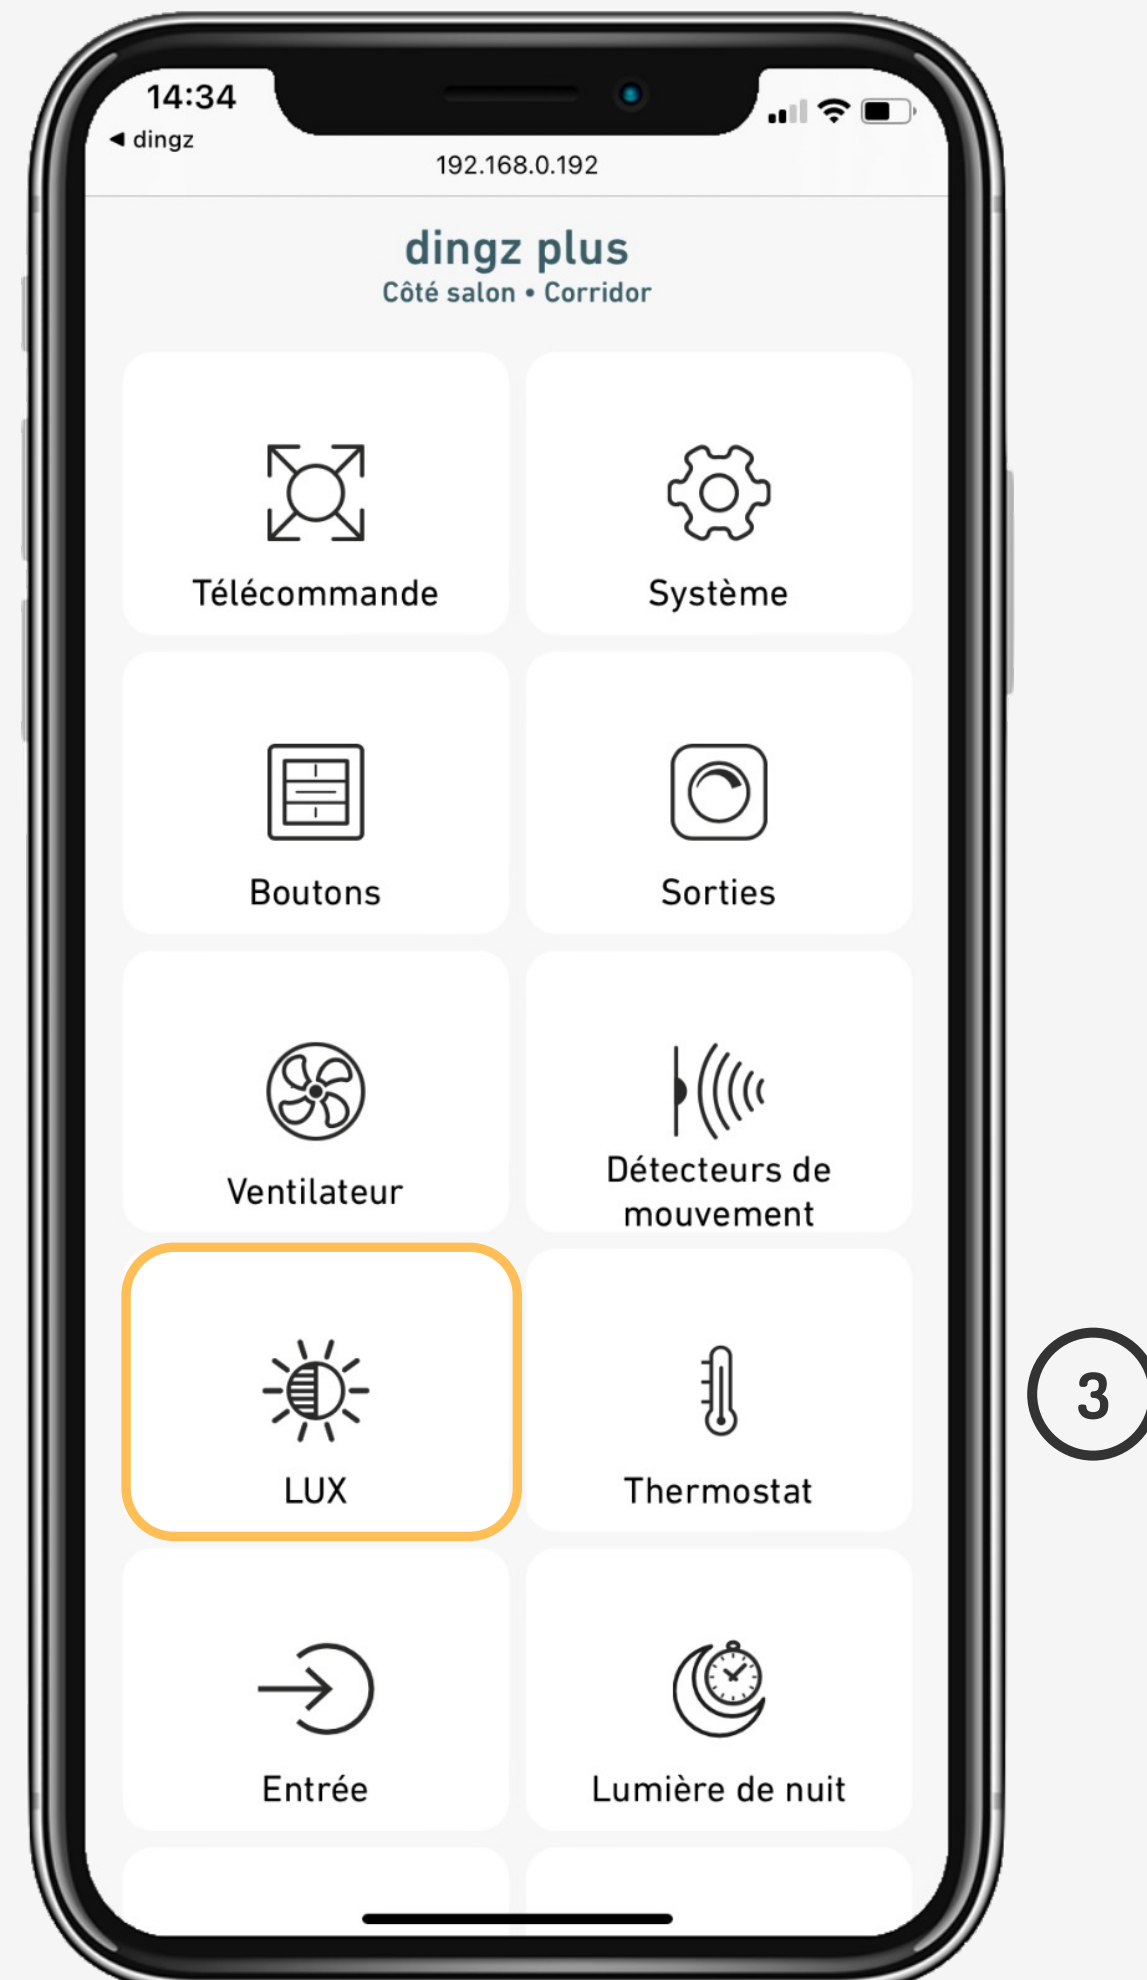 14:34
◀ dingz
192.168.0.192
dingz plus
Côté salon • Corridor
Télécommande
Système
Boutons
Sorties
Ventilateur
Détecteurs de
mouvement
LUX
Thermostat
3
Entrée
Lumière de nuit